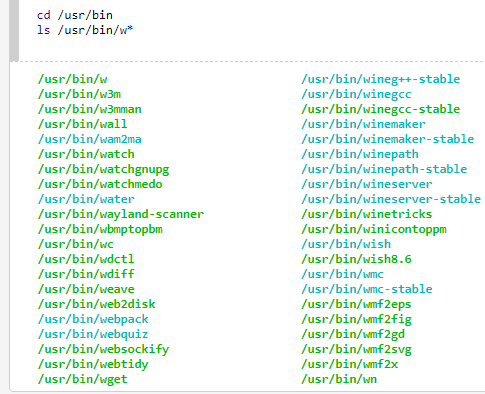 cd /usr/bin
ls /usr/bin/w*
/usr/bin/w
/usr/bin/w3m
/usr/bin/w3mman
/usr/bin/wall
/usr/bin/wam2ma
/usr/bin/watch
/usr/bin/watchgnupg
/usr/bin/watchmedo
/usr/bin/water
/usr/bin/wayland-scanner
/usr/bin/wbmptopbm
/usr/bin/wc
/usr/bin/wdctl
/usr/bin/wdiff
/usr/bin/weave
/usr/bin/web2disk
/usr/bin/webpack
/usr/bin/webquiz
/usr/bin/websockify
/usr/bin/webtidy
/usr/bin/wget
/usr/bin/wineg++-stable
/usr/bin/winegcc
/usr/bin/winegcc-stable
/usr/bin/winemaker
/usr/bin/winemaker-stable
/usr/bin/winepath
/usr/bin/winepath-stable
/usr/bin/wineserver
/usr/bin/wineserver-stable
/usr/bin/winetricks
/usr/bin/winicontoppm
/usr/bin/wish
/usr/bin/wish8.6
/usr/bin/wmc
/usr/bin/wmc-stable
/usr/bin/wmf2eps
/usr/bin/wmf2fig
/usr/bin/wmf2gd
/usr/bin/wmf2svg
/usr/bin/wmf2x
/usr/bin/wn